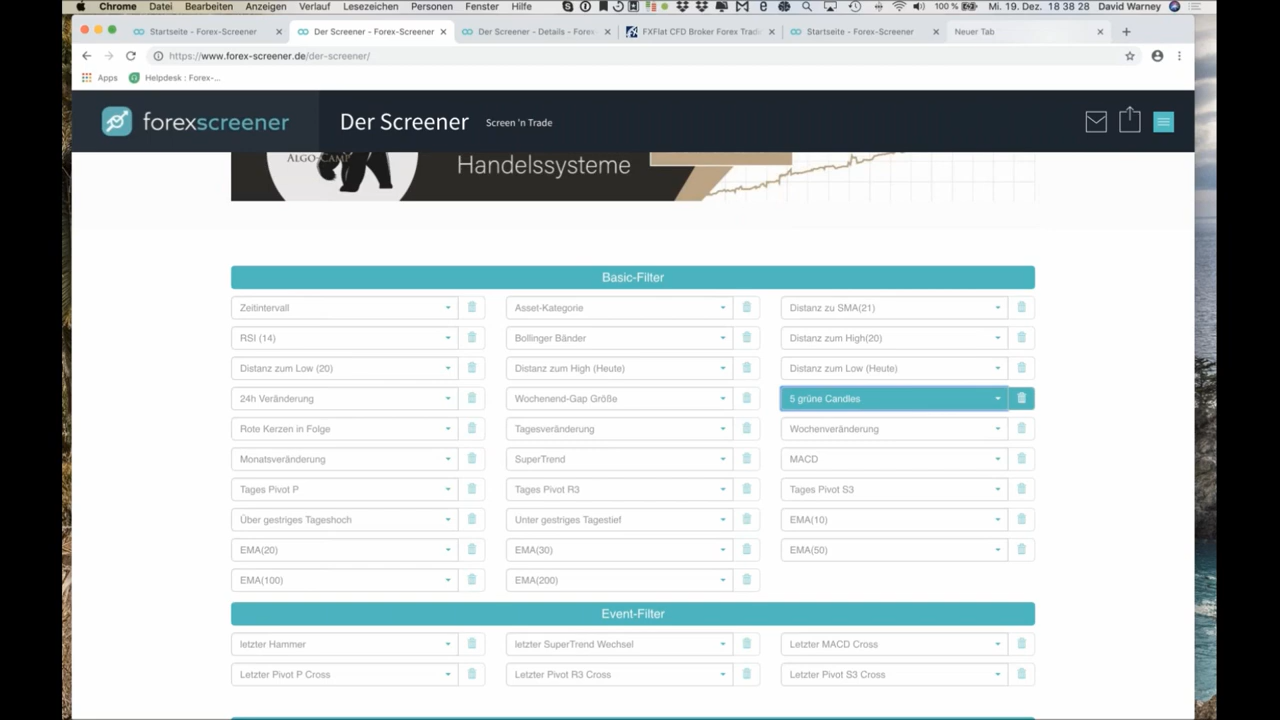 Chrome Datei Bearbeiten Anzeigen Verlauf Lesezeichen Personen Fenster Hilfe 100 % Mi. 19. Dez. 18 38 28 David Warney
Startseite - Forex-Screener Der Screener - Forex-Screener Der Screener - Details - Forex- FXFlat CFD Broker Forex Tradi Startseite - Forex-Screener Neuer Tab
https://www.forex-screener.de/der-screener/
Apps Helpdesk : Forex-...
forexscreener Der Screener Screen 'n Trade
ALGO-CAMP Handelssysteme
Basic-Filter
Zeitintervall Asset-Kategorie Distanz zu SMA(21)
RSI (14) Bollinger Bänder Distanz zum High(20)
Distanz zum Low (20) Distanz zum High (Heute) Distanz zum Low (Heute)
24h Veränderung Wochenend-Gap Größe 5 grüne Candles
Rote Kerzen in Folge Tagesveränderung Wochenveränderung
Monatsveränderung SuperTrend MACD
Tages Pivot P Tages Pivot R3 Tages Pivot S3
Über gestriges Tageshoch Unter gestriges Tagestief EMA(10)
EMA(20) EMA(30) EMA(50)
EMA(100) EMA(200)
Event-Filter
letzter Hammer letzter SuperTrend Wechsel Letzter MACD Cross
Letzter Pivot P Cross Letzter Pivot R3 Cross Letzter Pivot S3 Cross